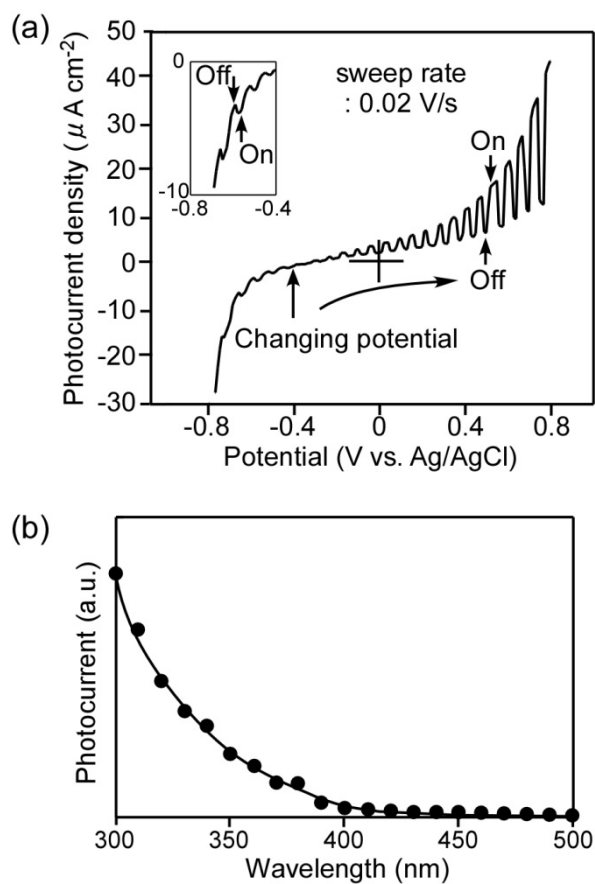 (a)
Photocurrent density (μ A cm-2)
50
40
30
20
10
0
-10
-20
-30
0
-10
-0.8
-0.4
Off
On
sweep rate
: 0.02 V/s
On
Off
Changing potential
-0.8
-0.4
0
0.4
0.8
Potential (V vs. Ag/AgCl)
(b)
Photocurrent (a.u.)
300
350
400
450
500
Wavelength (nm)